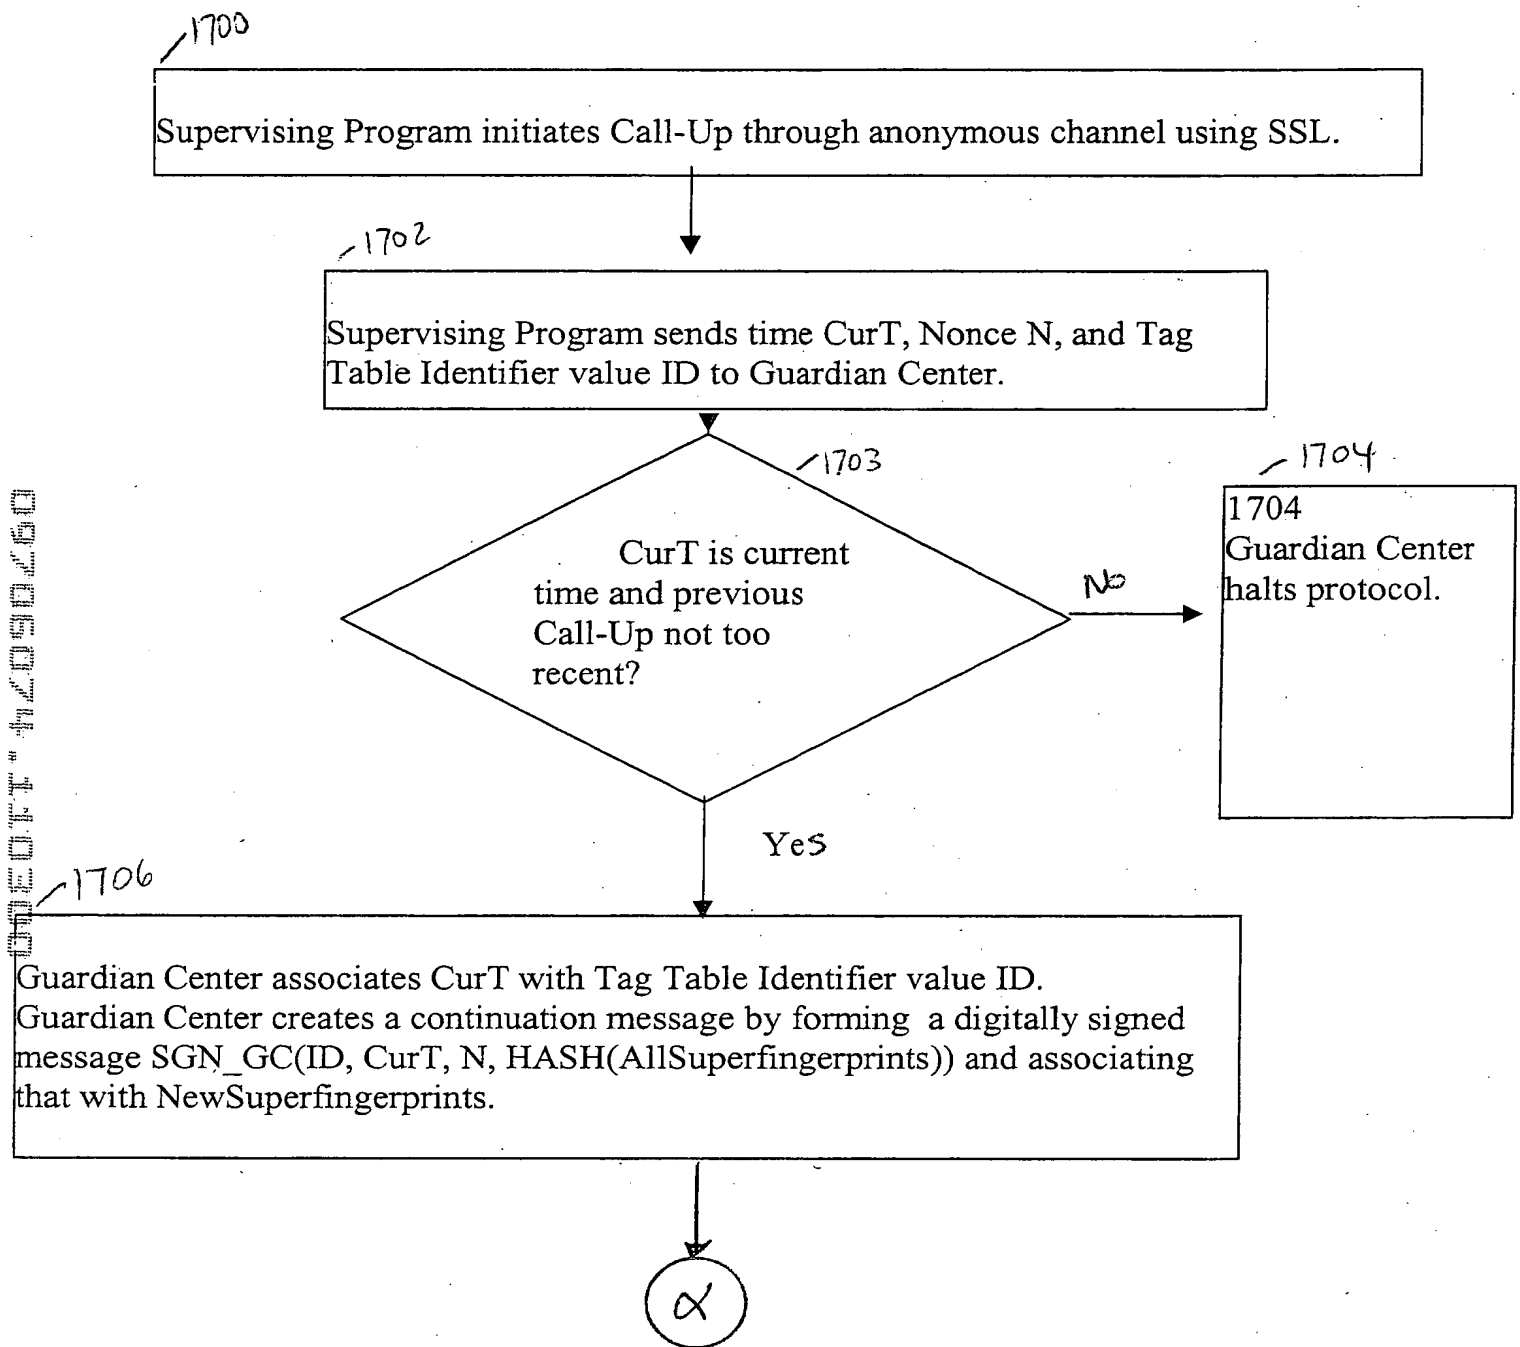 1700
Supervising Program initiates Call-Up through anonymous channel using SSL.
1702
Supervising Program sends time CurT, Nonce N, and Tag
Table Identifier value ID to Guardian Center.
1703
CurT is current
time and previous
Call-Up not too
recent?
No
1704
1704
Guardian Center
halts protocol.
Yes
1706
Guardian Center associates CurT with Tag Table Identifier value ID.
Guardian Center creates a continuation message by forming a digitally signed
message SGN_GC(ID, CurT, N, HASH(AllSuperfingerprints)) and associating
that with NewSuperfingerprints.
α
09706074.110300